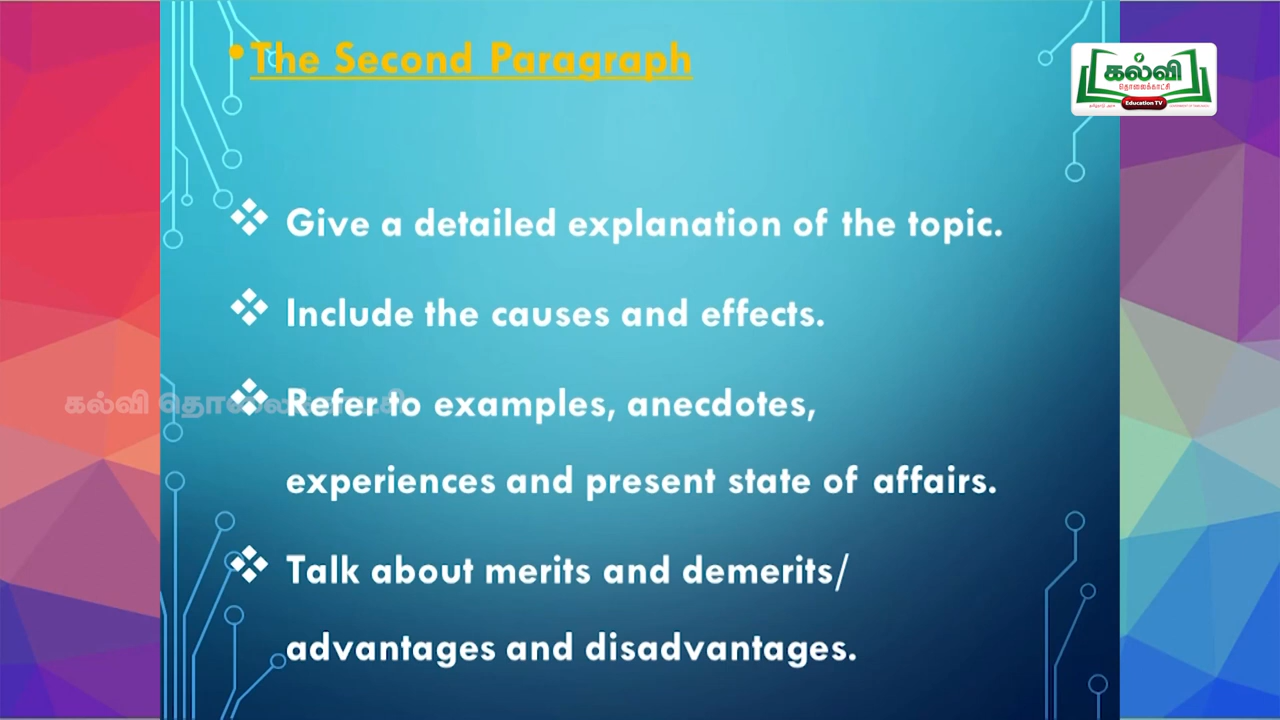 •The Second Paragraph
கல்வி
தொலைக்காட்சி
Education TV
Give a detailed explanation of the topic.
Include the causes and effects.
கல்வி தொலைக்காட்சி
Refer to examples, anecdotes,
experiences and present state of affairs.
Talk about merits and demerits/
advantages and disadvantages.